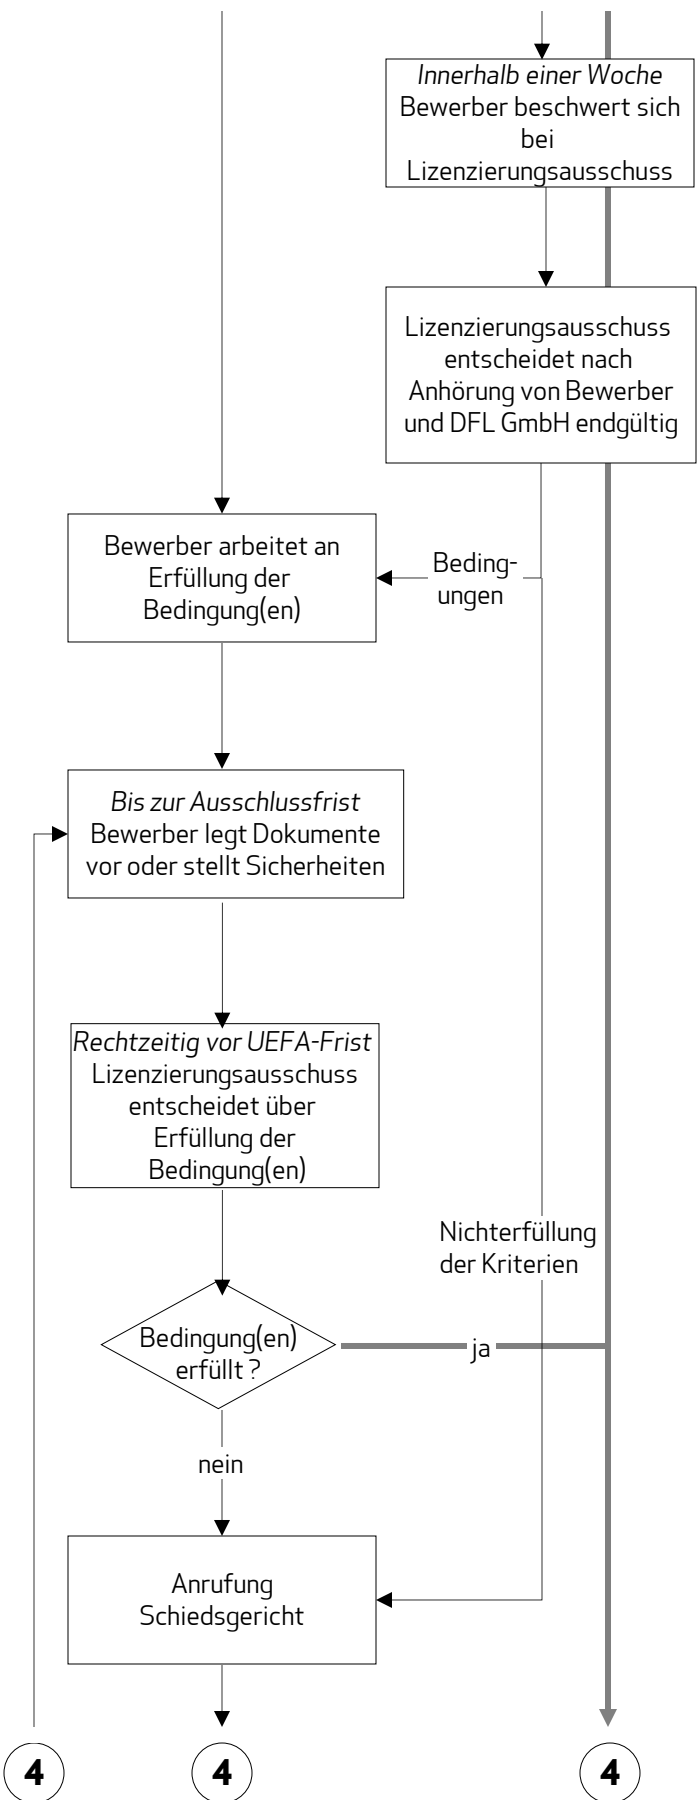 Innerhalb einer Woche
Bewerber beschwert sich
bei
Lizenzierungsausschuss
Lizenzierungsausschuss
entscheidet nach
Anhörung von Bewerber
und DFL GmbH endgültig
Bewerber arbeitet an
Erfüllung der
Bedingung(en)
Beding-
ungen
Bis zur Ausschlussfrist
Bewerber legt Dokumente
vor oder stellt Sicherheiten
Rechtzeitig vor UEFA-Frist
Lizenzierungsausschuss
entscheidet über
Erfüllung der
Bedingung(en)
Nichterfüllung
der Kriterien
Bedingung(en)
erfüllt ?
ja
nein
Anrufung
Schiedsgericht
4
4
4